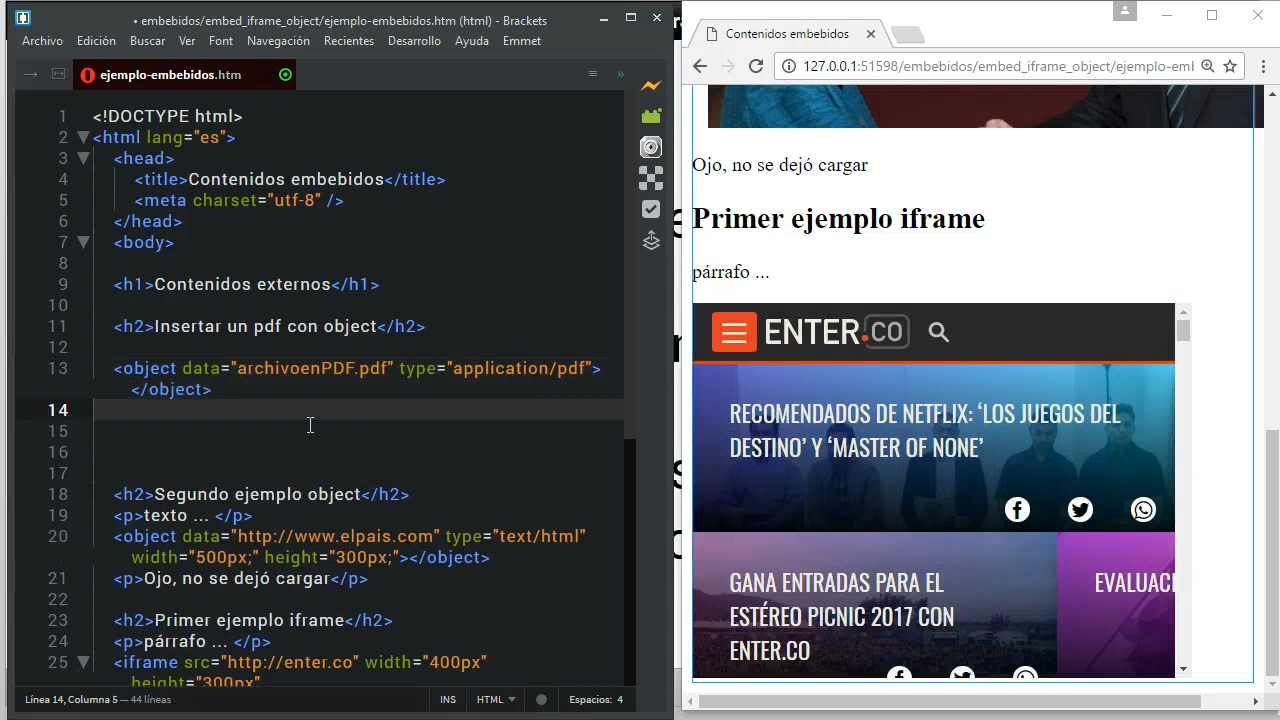 • embebidos/embed_iframe_object/ejemplo-embebidos.htm (html) - Brackets
Archivo Edición Buscar Ver Font Navegación Recientes Desarrollo Ayuda Emmet
ejemplo-embebidos.htm
1 <!DOCTYPE html>
2 <html lang="es">
3 <head>
4 <title>Contenidos embebidos</title>
5 <meta charset="utf-8" />
6 </head>
7 <body>
8
9 <h1>Contenidos externos</h1>
10
11 <h2>Insertar un pdf con object</h2>
12
13 <object data="archivoenPDF.pdf" type="application/pdf">
</object>
14
15
16
17
18 <h2>Segundo ejemplo object</h2>
19 <p>texto ... </p>
20 <object data="http://www.elpais.com" type="text/html"
width="500px;" height="300px;"></object>
21 <p>Ojo, no se dejó cargar</p>
22
23 <h2>Primer ejemplo iframe</h2>
24 <p>párrafo ... </p>
25 <iframe src="http://enter.co" width="400px"
height="300px"
Línea 14, Columna 5 — 44 líneas INS HTML Espacios: 4
Contenidos embebidos
127.0.0.1:51598/embebidos/embed_iframe_object/ejemplo-eml
Ojo, no se dejó cargar
Primer ejemplo iframe
párrafo ...
ENTER.CO
RECOMENDADOS DE NETFLIX: ‘LOS JUEGOS DEL
DESTINO’ Y ‘MASTER OF NONE’
GANA ENTRADAS PARA EL
ESTÉREO PICNIC 2017 CON
ENTER.CO
EVALUACI